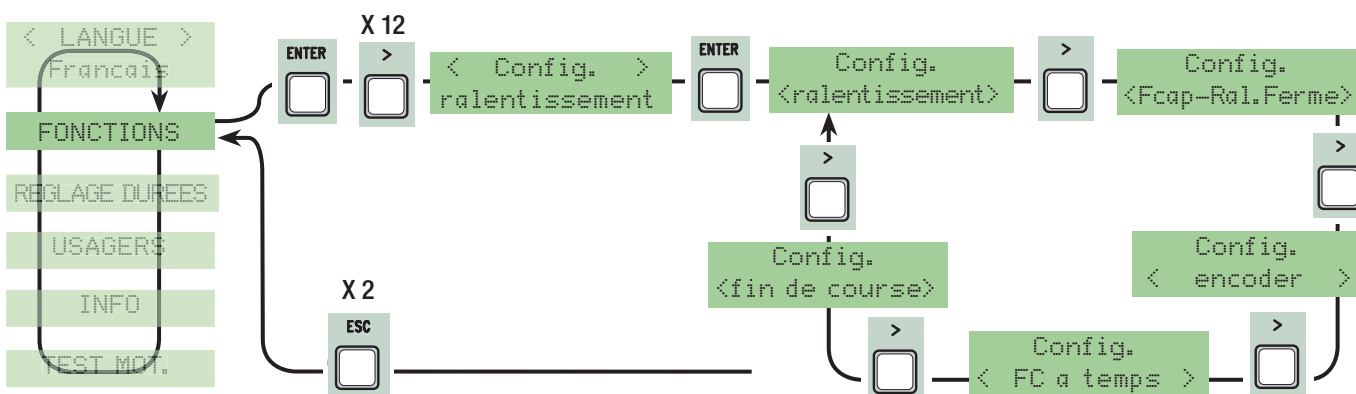 < LANGUE >
Francais
FONCTIONS
REGLAGE DUREES
USAGERS
INFO
TEST MOT.
ENTER
X 12
>
< Config. >
ralentissement
ENTER
Config.
<ralentissement>
>
Config.
<Fcap-Ral.Ferme>
>
Config.
< encoder >
>
Config.
< FC a temps >
>
Config.
<fin de course>
>
X 2
ESC